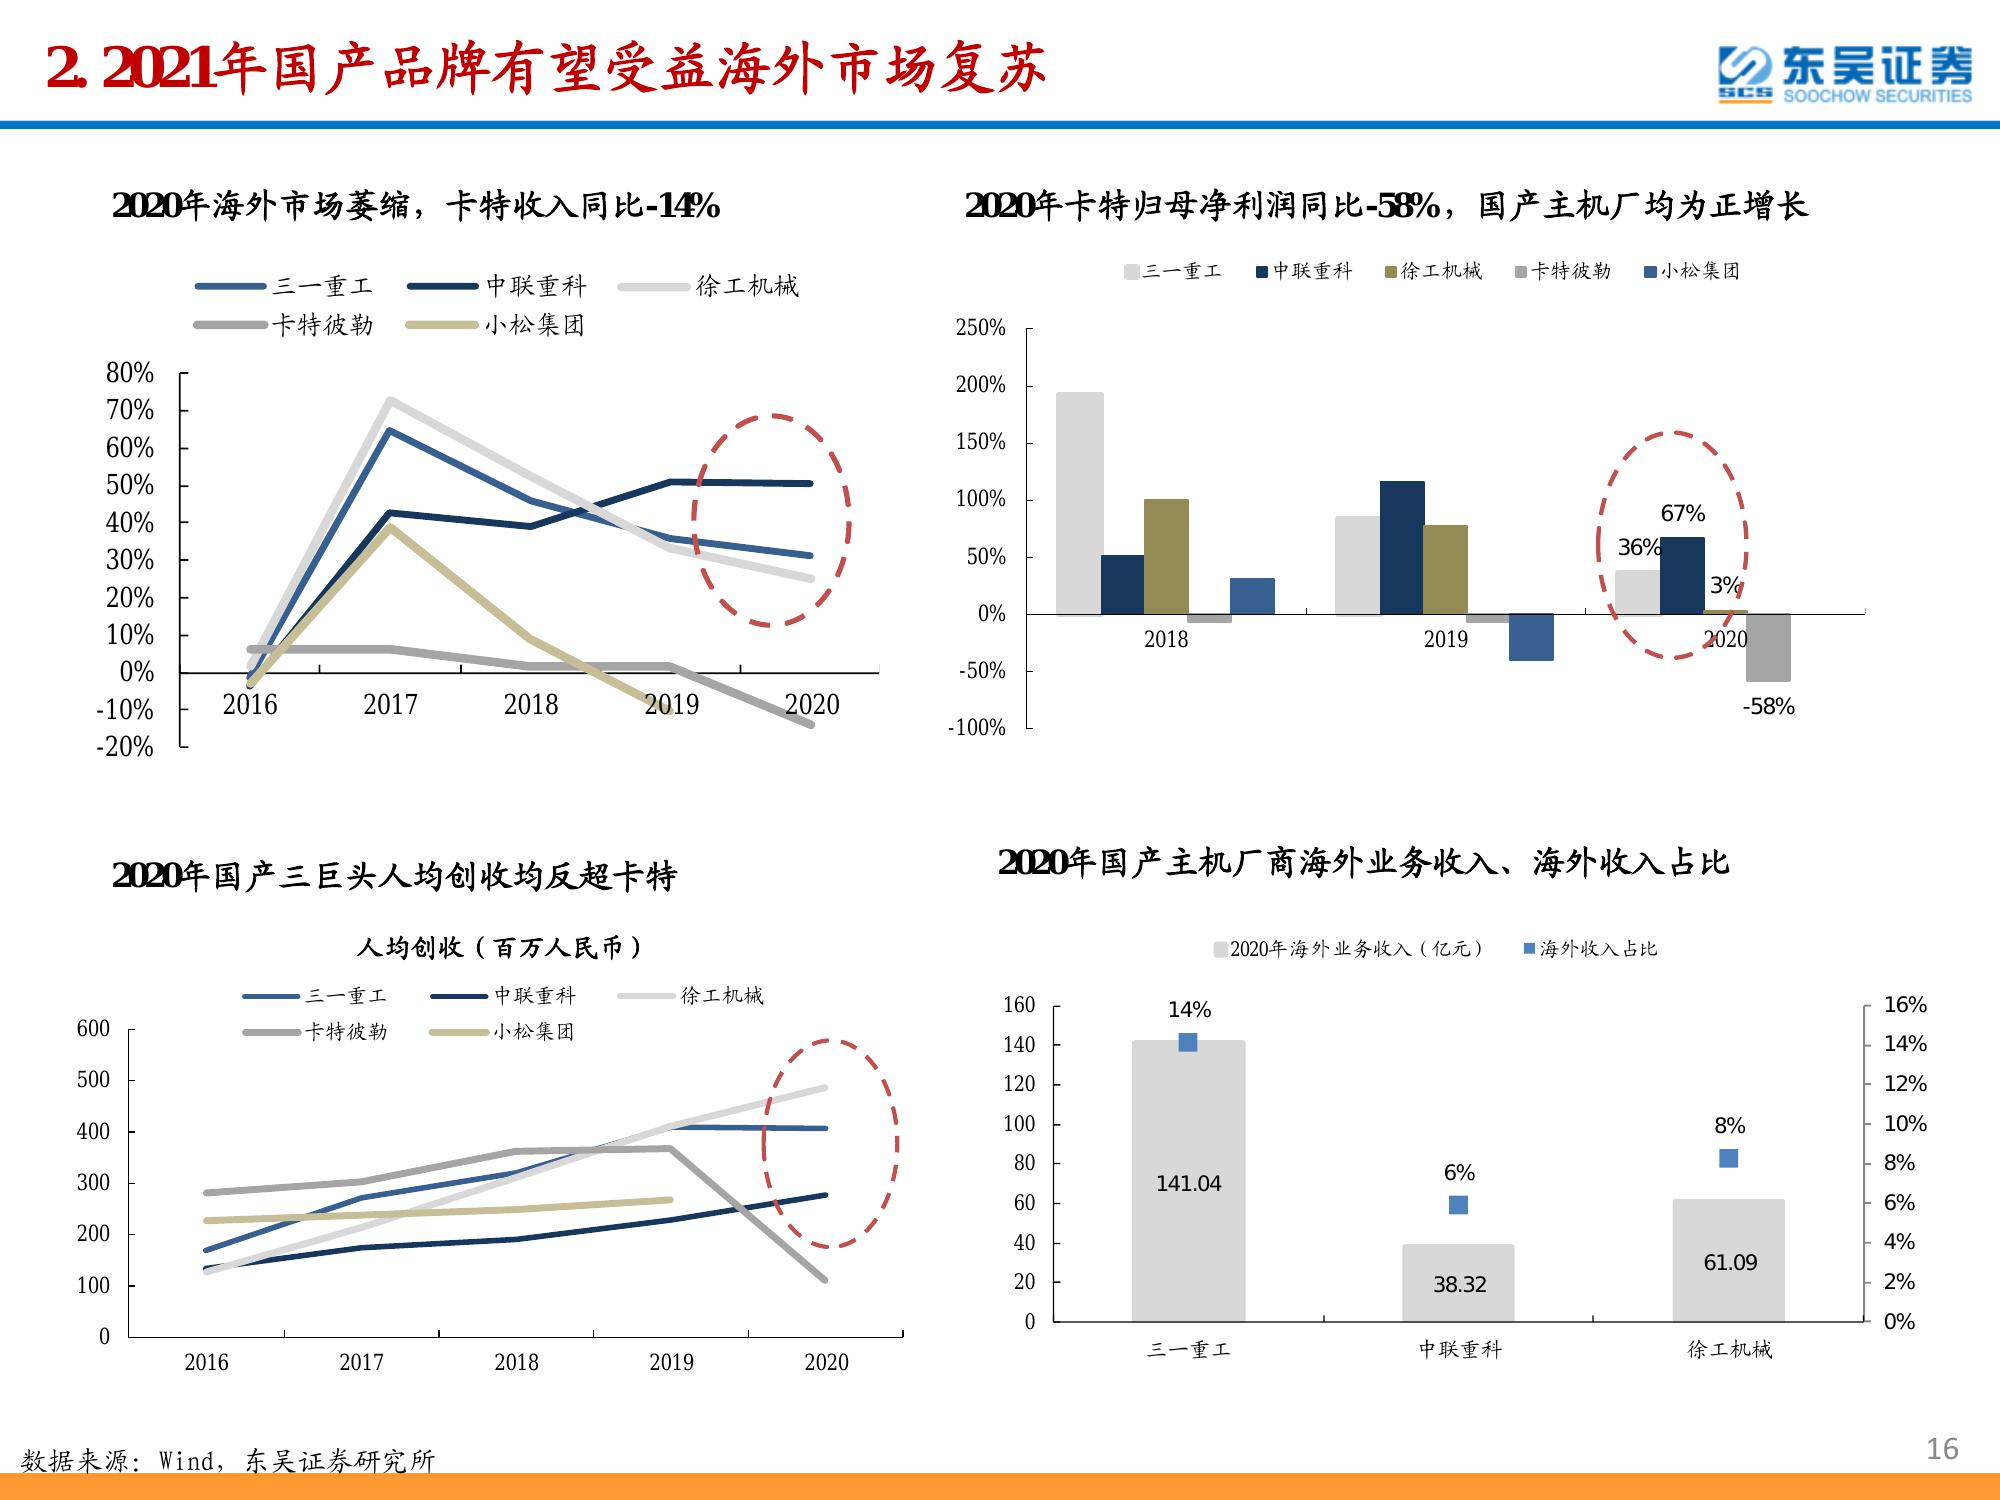 2. 2021年国产品牌有望受益海外市场复苏
SCS
东吴证券
SOOCHOW SECURITIES
2020年海外市场萎缩，卡特收入同比-14%
三一重工 中联重科 徐工机械
卡特彼勒 小松集团
80%
70%
60%
50%
40%
30%
20%
10%
0%
-10%
-20%
2016 2017 2018 2019 2020
2020年卡特归母净利润同比-58%，国产主机厂均为正增长
三一重工 中联重科 徐工机械 卡特彼勒 小松集团
250%
200%
150%
100%
50%
0%
-50%
-100%
67%
36%
3%
2018 2019 2020
-58%
2020年国产三巨头人均创收均反超卡特
人均创收（百万人民币）
三一重工 中联重科 徐工机械
卡特彼勒 小松集团
600
500
400
300
200
100
0
2016 2017 2018 2019 2020
2020年国产主机厂商海外业务收入、海外收入占比
2020年海外业务收入（亿元） 海外收入占比
160
140
120
100
80
60
40
20
0
14%
8%
6%
141.04
61.09
38.32
16%
14%
12%
10%
8%
6%
4%
2%
0%
三一重工 中联重科 徐工机械
数据来源：Wind，东吴证券研究所
16